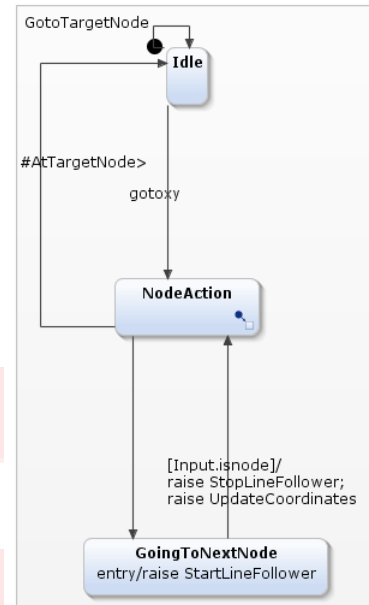 GotoTargetNode
Idle
#AtTargetNode>
gotoxy
NodeAction
[Input.isnode]/
raise StopLineFollower;
raise UpdateCoordinates
GoingToNextNode
entry/raise StartLineFollower